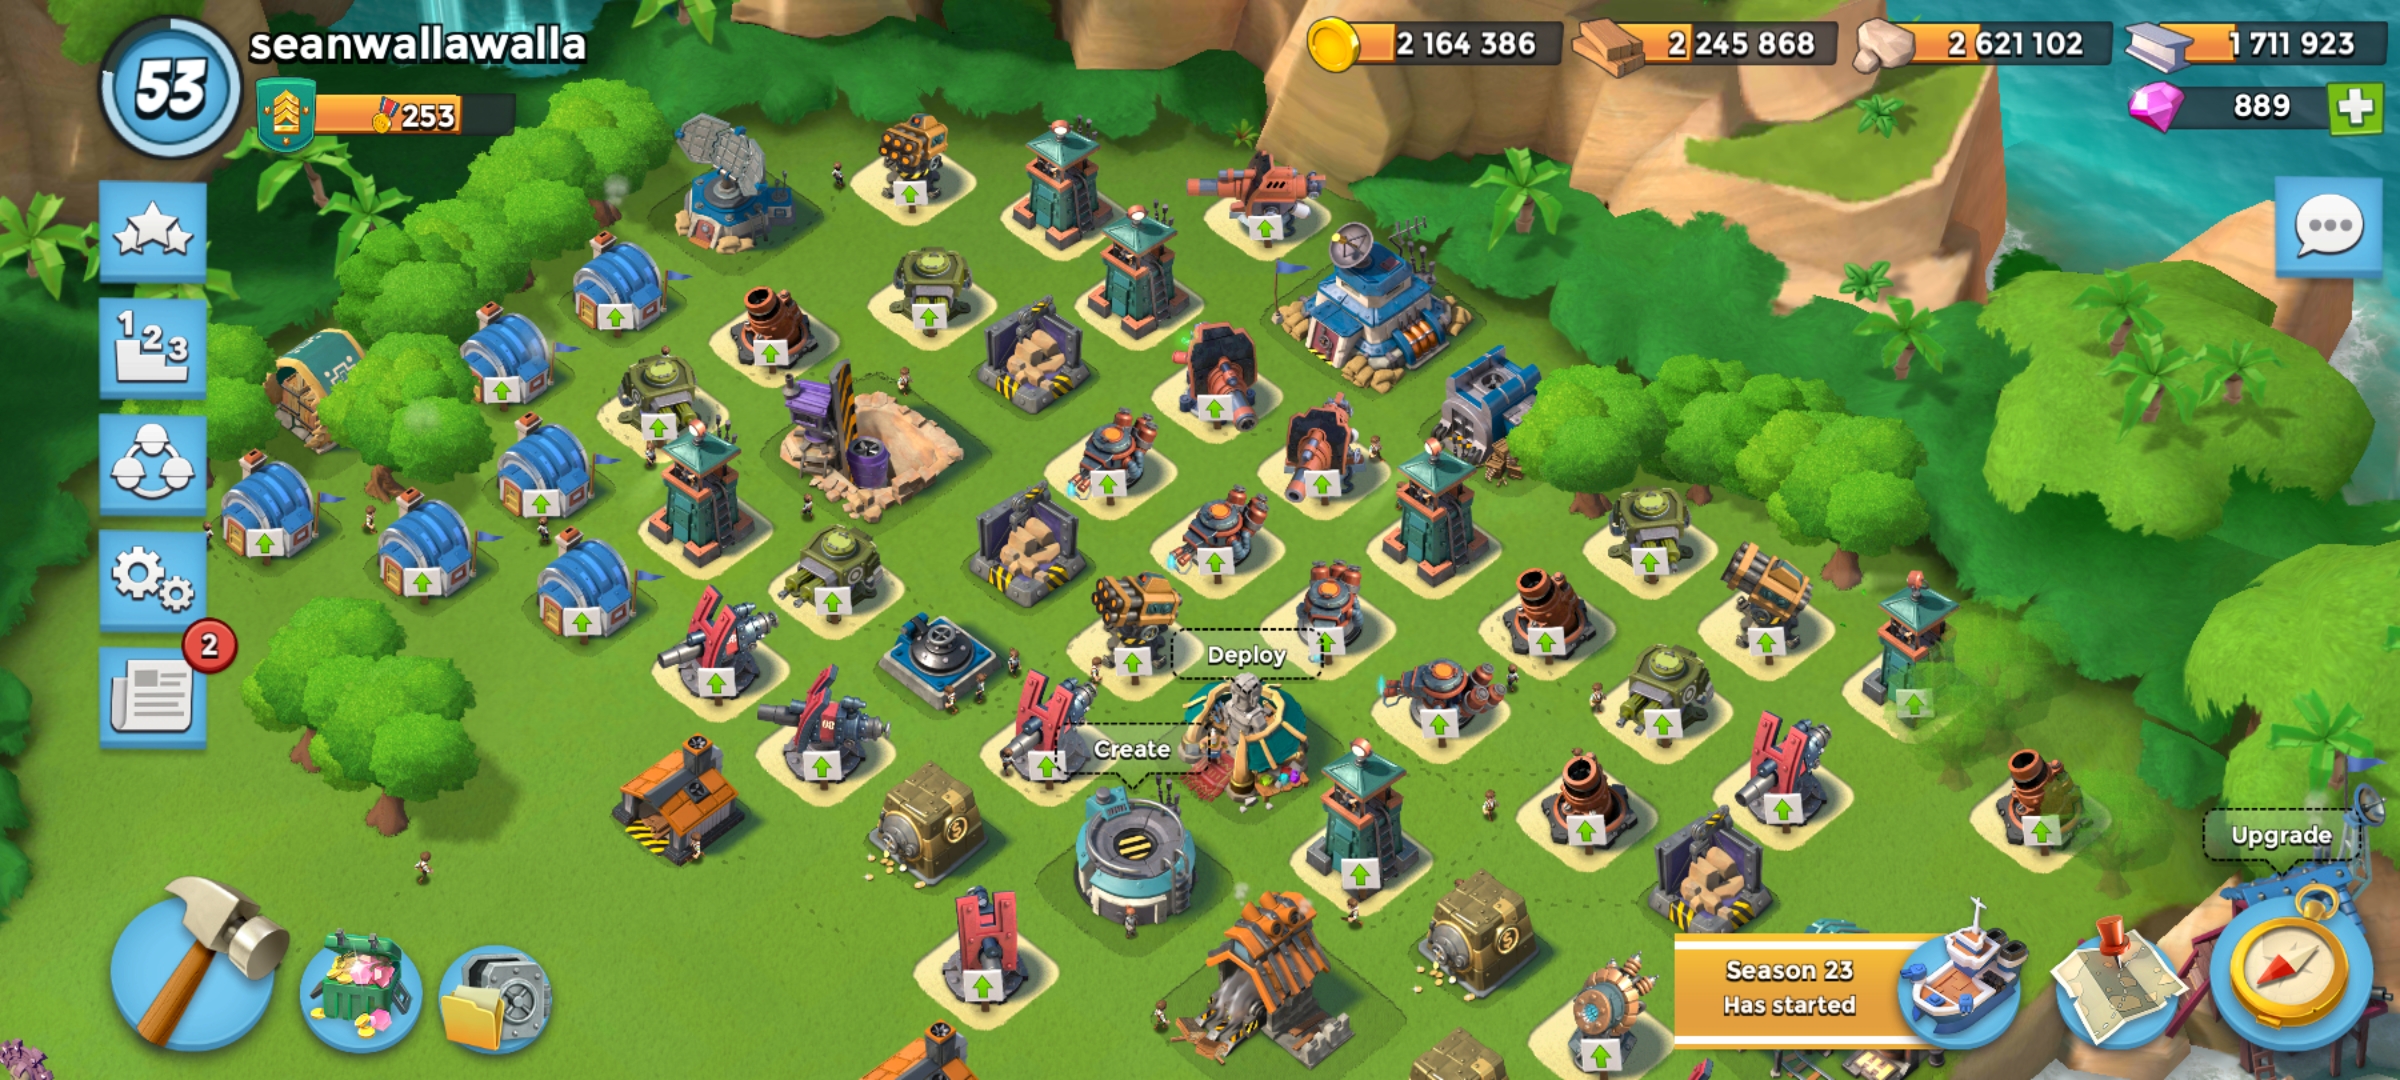 53
seanwallawalla
253
2 164 386
2 245 868
2 621 102
1 711 923
889
1 2 3
2
Deploy
Create
Upgrade
Season 23
Has started